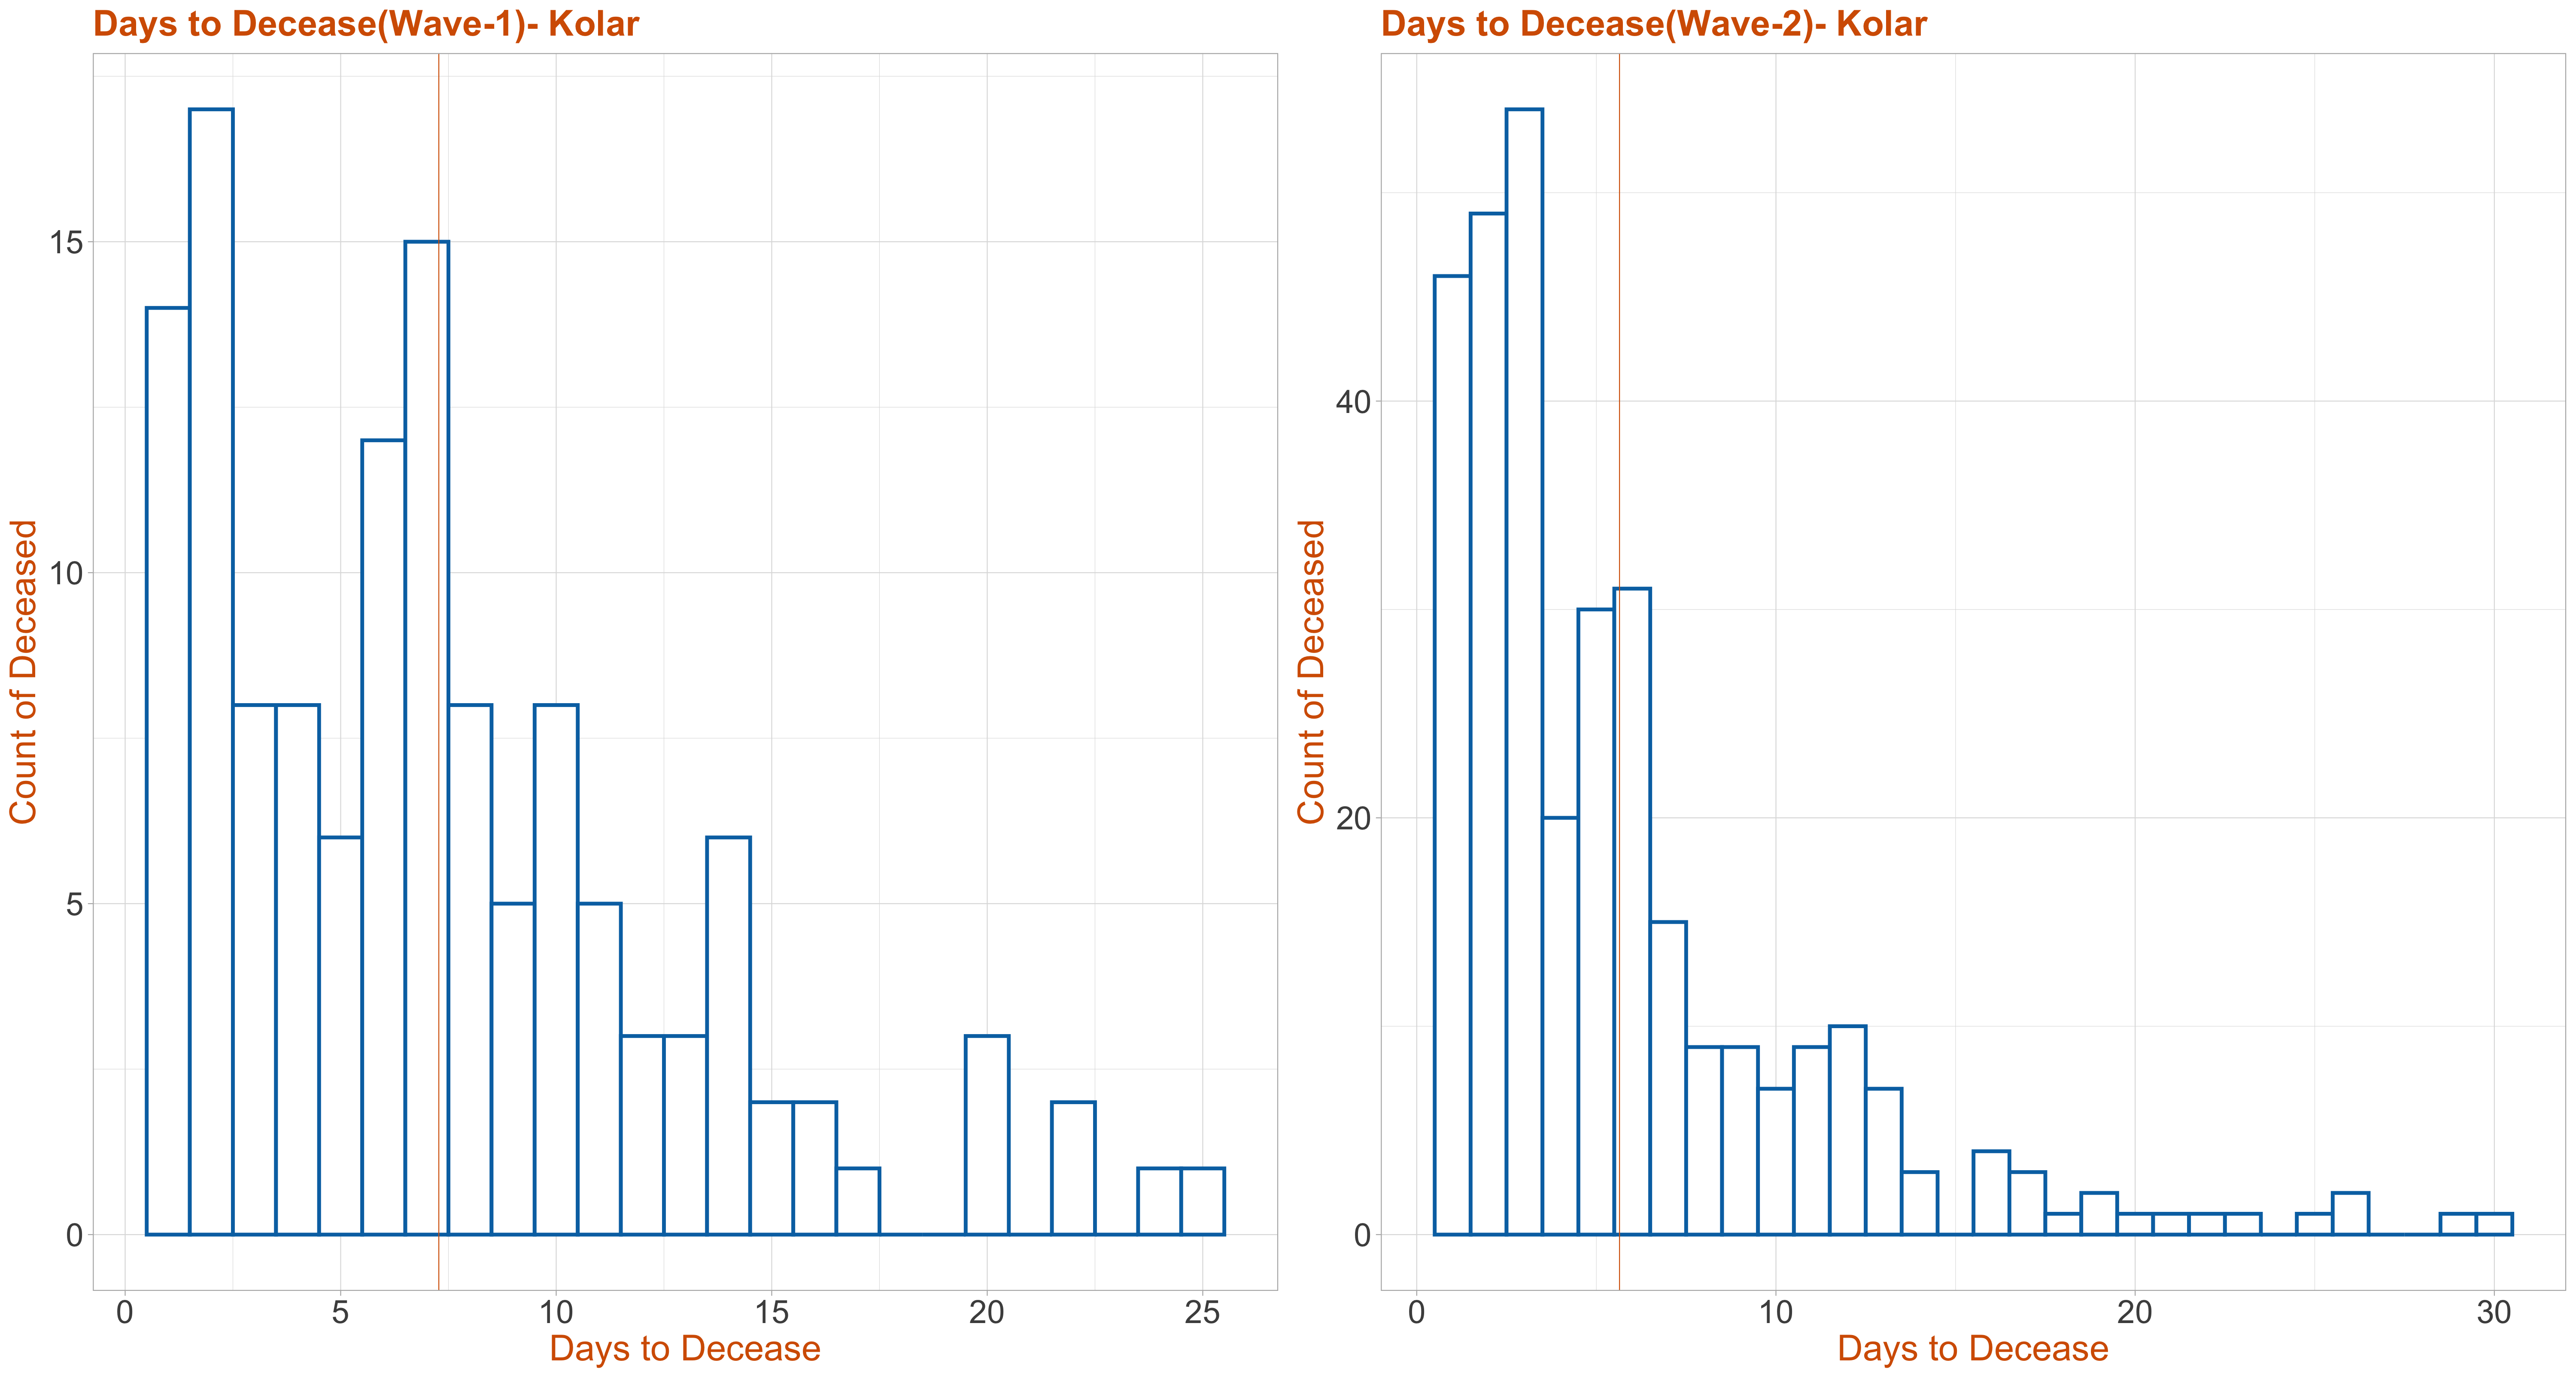 Days to Decease(Wave-1)- Kolar
Count of Deceased
15
10
5
0
0 5 10 15 20 25
Days to Decease
Days to Decease(Wave-2)- Kolar
Count of Deceased
40
20
0
0 10 20 30
Days to Decease